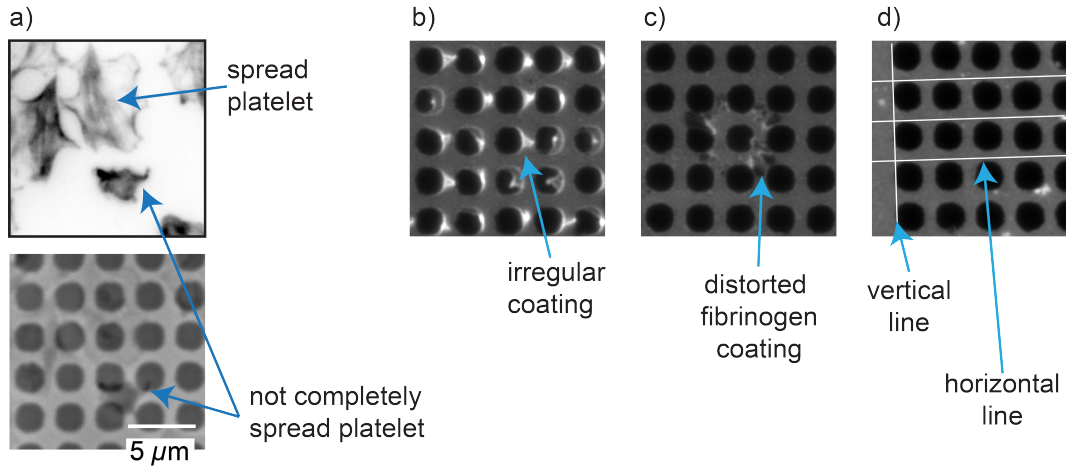 a)
spread
platelet
not completely
spread platelet
5 µm
b)
irregular
coating
c)
distorted
fibrinogen
coating
d)
vertical
line
horizontal
line